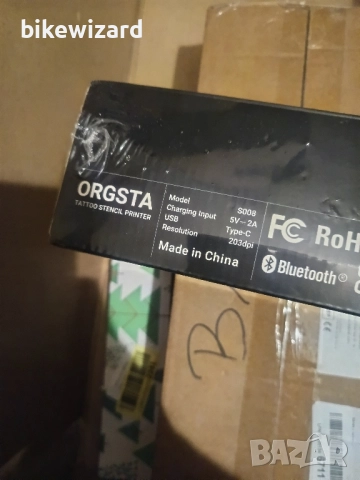 bikewizard
ORGSTA
TATTOO STENCIL PRINTER
Model S008
Charging Input 5V⎓2A
USB Type-C
Resolution 203dpi
Made in China
FC RoH
Bluetooth®
BAZAR